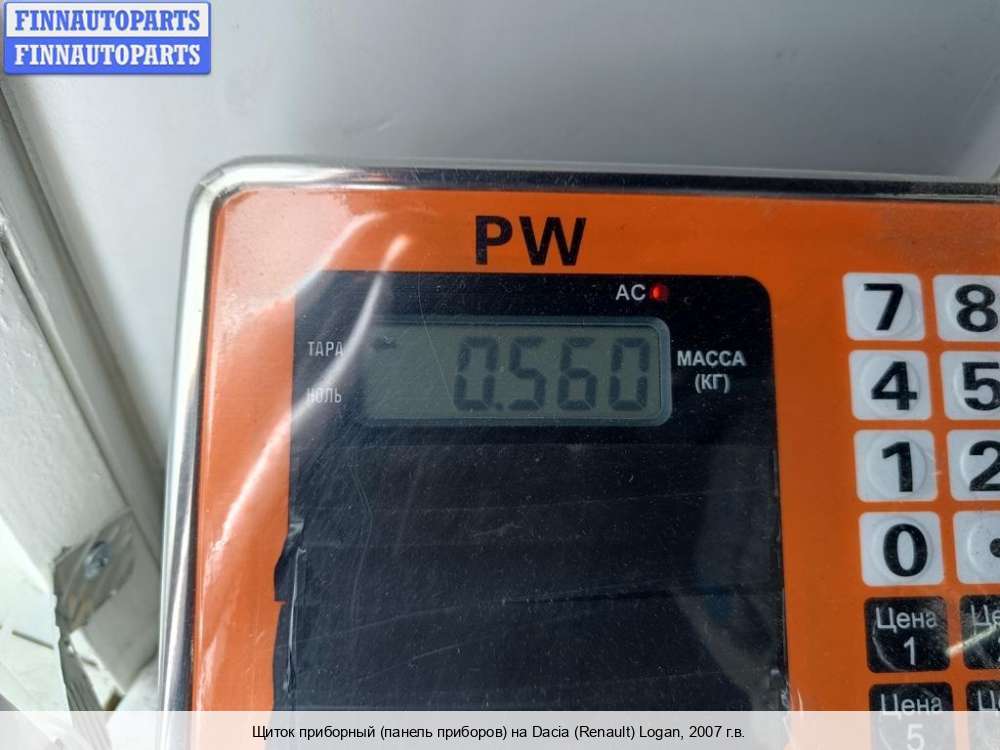 FINNAUTOPARTS
FINNAUTOPARTS
PW
AC
ТАРА
НОЛЬ
0.560
МАССА
(КГ)
7 8
4 5
1 2
0 .
Цена
1
Цена
5
Щиток приборный (панель приборов) на Dacia (Renault) Logan, 2007 г.в.